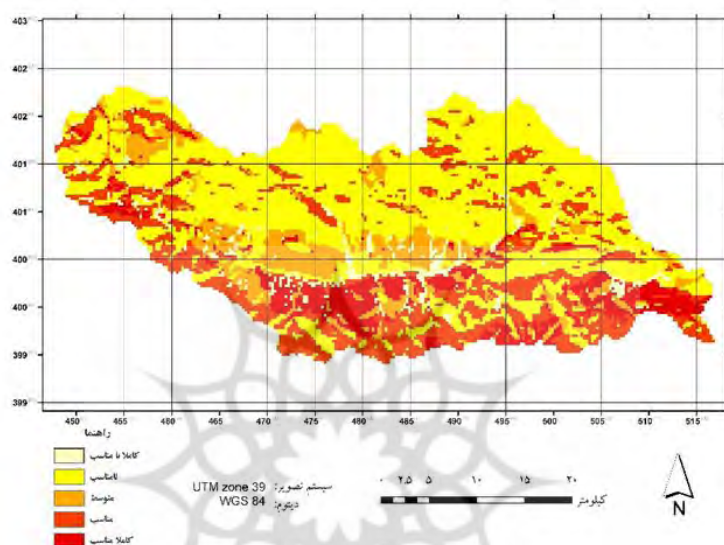 403
402
402
401
401
400
400
399
399
450 455 460 465 470 475 480 485 490 495 500 505 510 515
راهنما
کاملا نا مناسب
نامناسب
متوسط
مناسب
کاملا مناسب
سیستم تصویر: UTM zone 39
دیتوم: WGS 84
۰ ۲,۵ ۵ ۱۰ ۱۵ ۲۰
کیلومتر
N